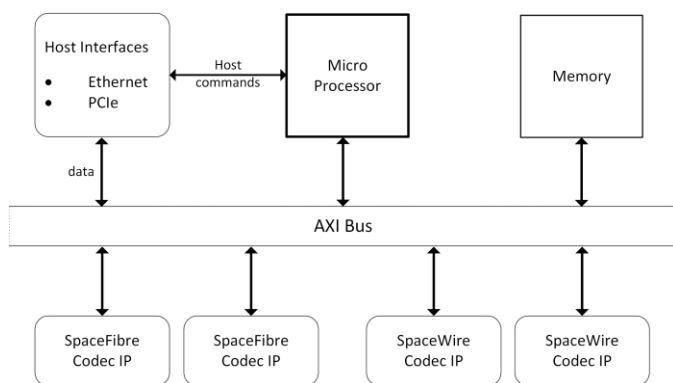 Host Interfaces
• Ethernet
• PCIe
Host
commands
Micro
Processor
Memory
data
AXI Bus
SpaceFibre
Codec IP
SpaceFibre
Codec IP
SpaceWire
Codec IP
SpaceWire
Codec IP